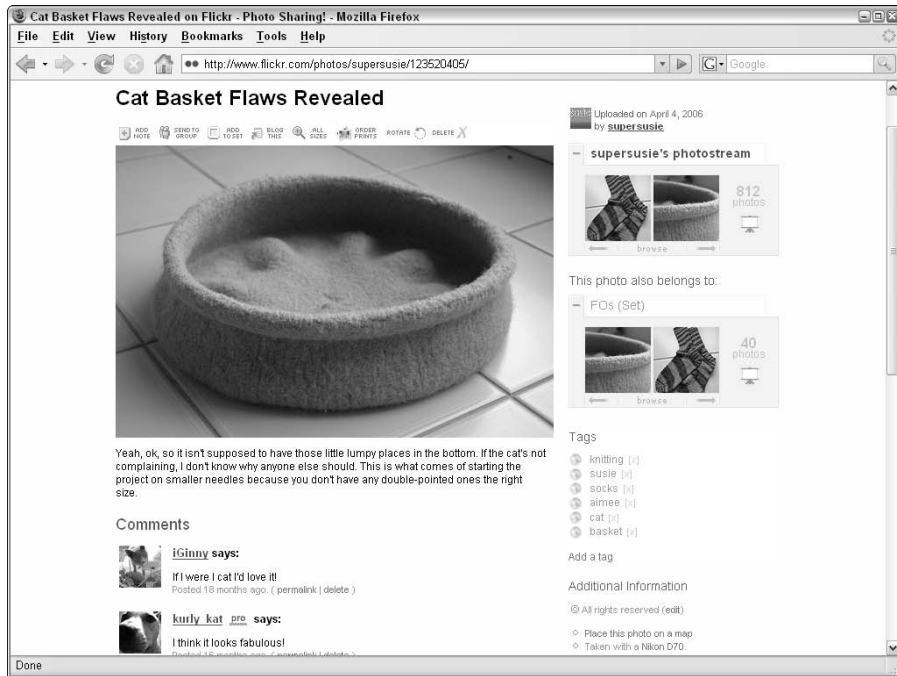 Cat Basket Flaws Revealed on Flickr - Photo Sharing! - Mozilla Firefox
File Edit View History Bookmarks Tools Help
http://www.flickr.com/photos/supersusie/123520405/
G Google
Cat Basket Flaws Revealed
ADD NOTE SEND TO GROUP ADD TO SET BLOG THIS ALL SIZES ORDER PRINTS ROTATE DELETE
Yeah, ok, so it isn't supposed to have those little lumpy places in the bottom. If the cat's not
complaining, I don't know why anyone else should. This is what comes of starting the
project on smaller needles because you don't have any double-pointed ones the right
size.
Comments
iGinny says:
If I were I cat I'd love it!
Posted 18 months ago. ( permalink | delete )
kurly_kat pro says:
I think it looks fabulous!
Posted 16 months ago. ( permalink | delete )
Uploaded on April 4, 2006
by supersusie
supersusie's photostream
812
photos
browse
This photo also belongs to:
FOs (Set)
40
photos
browse
Tags
knitting [x]
susie [x]
socks [x]
aimee [x]
cat [x]
basket [x]
Add a tag
Additional Information
© All rights reserved (edit)
Place this photo on a map
Taken with a Nikon D70.
Done